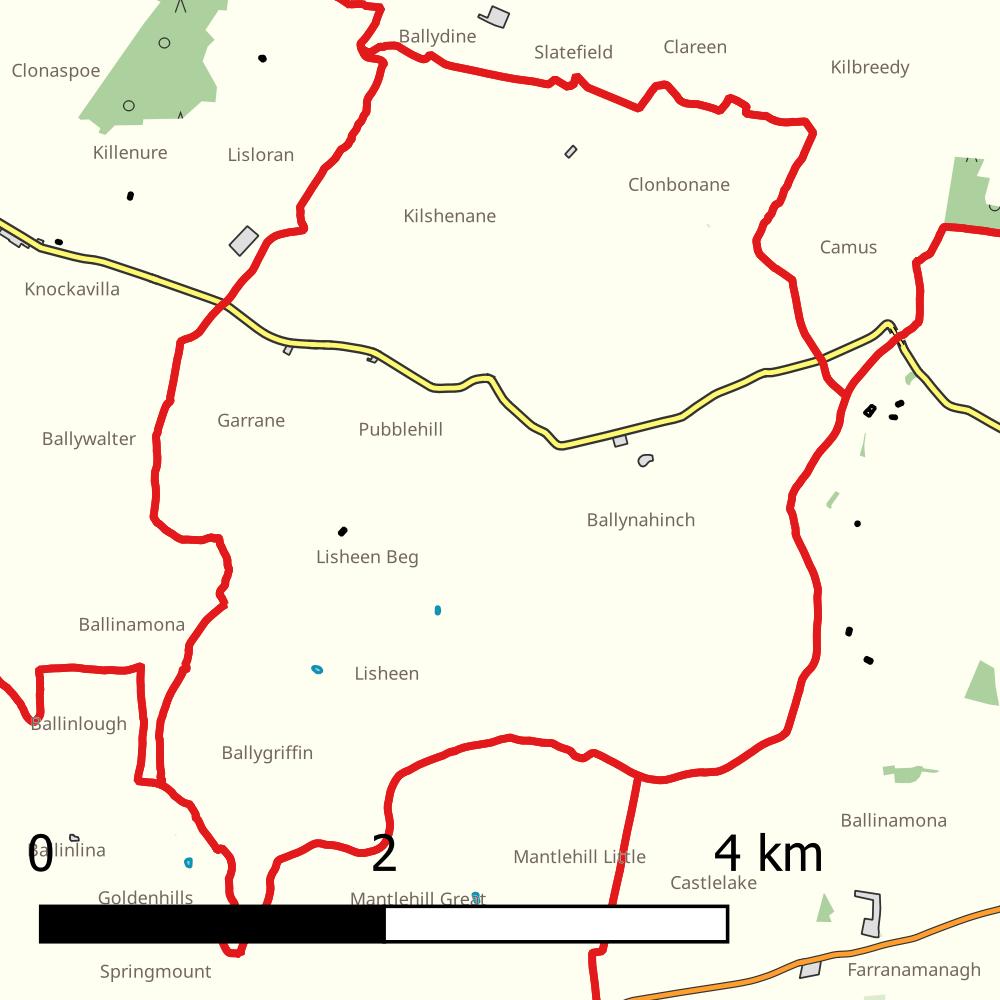 Ballydine
Slatefield
Clareen
Clonaspoe
Kilbreedy
Killenure
Lisloran
Clonbonane
Kilshenane
Camus
Knockavilla
Garrane
Pubblehill
Ballywalter
Ballynahinch
Lisheen Beg
Ballinamona
Lisheen
Ballinlough
Ballygriffin
Ballinamona
0 2 4 km
Ballinlina
Mantlehill Little
Castlelake
Goldenhills
Mantlehill Great
Springmount
Farranamanagh